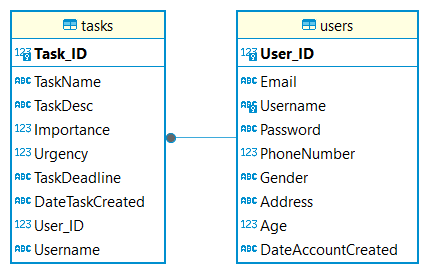 tasks
123 Task_ID
ABC TaskName
ABC TaskDesc
123 Importance
123 Urgency
ABC TaskDeadline
ABC DateTaskCreated
123 User_ID
ABC Username
users
123 User_ID
ABC Email
ABC Username
ABC Password
123 PhoneNumber
ABC Gender
ABC Address
123 Age
ABC DateAccountCreated